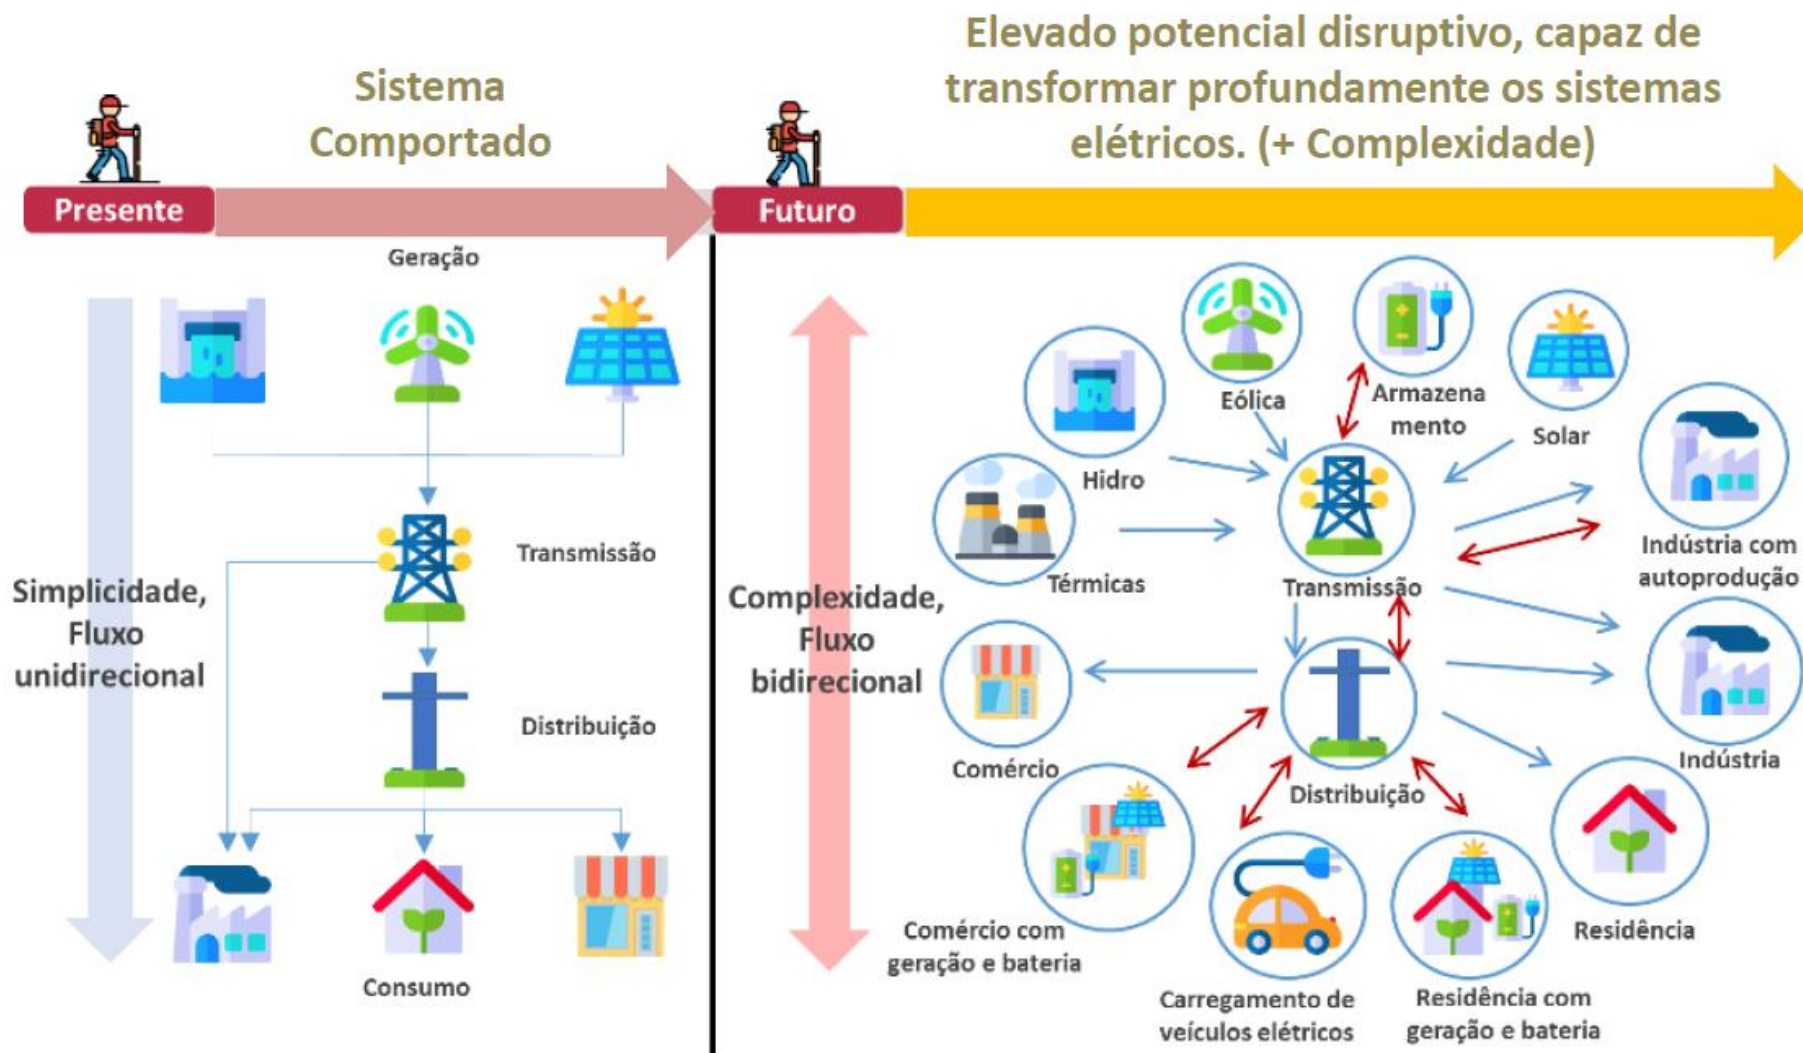 Sistema
Comportado
Elevado potencial disruptivo, capaz de
transformar profundamente os sistemas
elétricos. (+ Complexidade)
Presente
Futuro
Geração
Transmissão
Simplicidade,
Fluxo
unidirecional
Distribuição
Consumo
Eólica
Armazena
mento
Solar
Hidro
Térmicas
Transmissão
Indústria com
autoprodução
Complexidade,
Fluxo
bidirecional
Comércio
Distribuição
Indústria
Comércio com
geração e bateria
Carregamento de
veículos elétricos
Residência com
geração e bateria
Residência